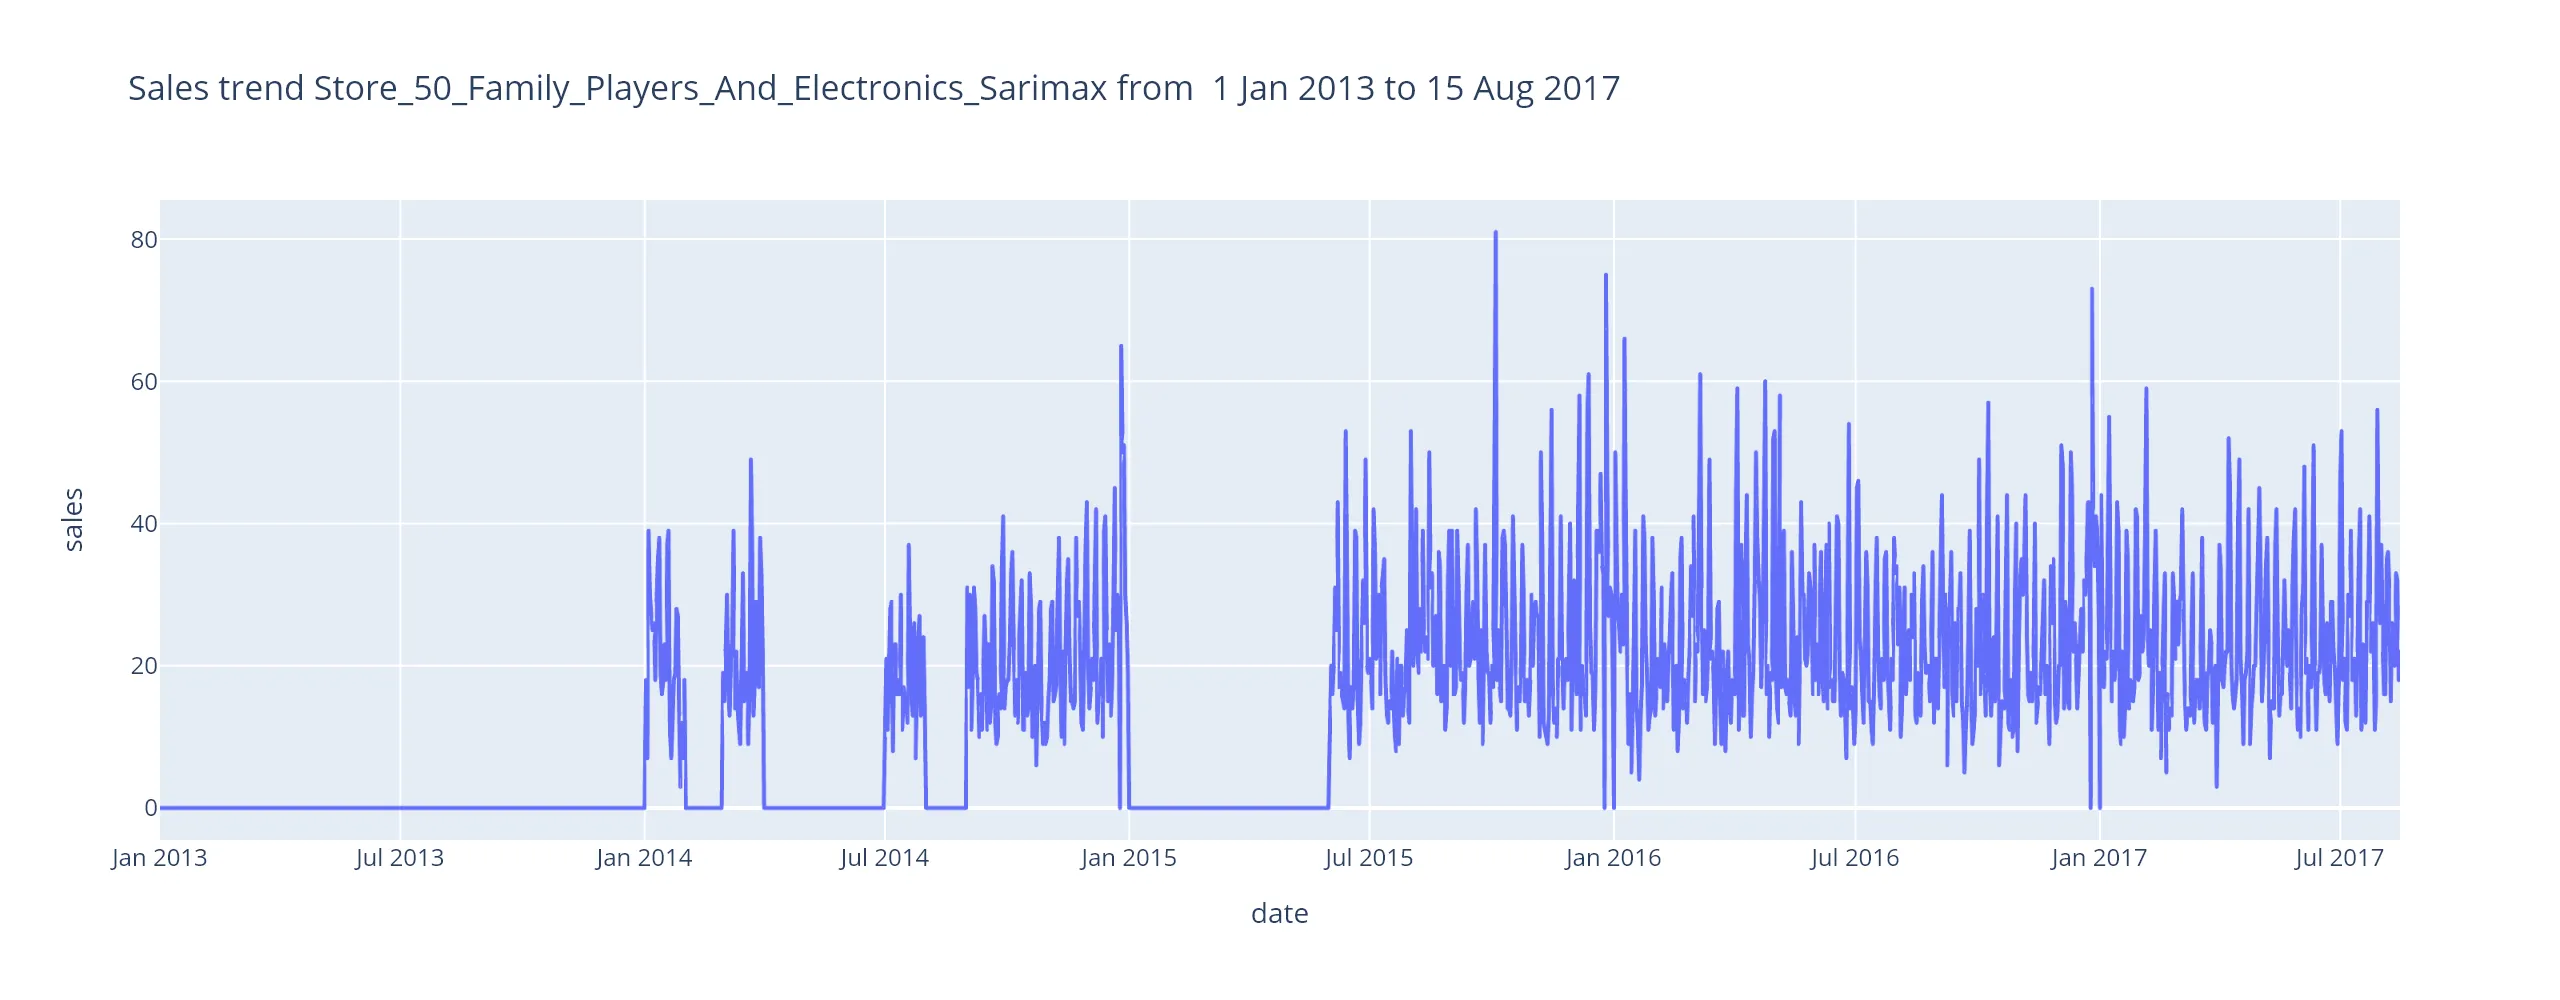 Sales trend Store_50_Family_Players_And_Electronics_Sarimax from  1 Jan 2013 to 15 Aug 2017
80
60
40
20
0
sales
Jan 2013 Jul 2013 Jan 2014 Jul 2014 Jan 2015 Jul 2015 Jan 2016 Jul 2016 Jan 2017 Jul 2017
date